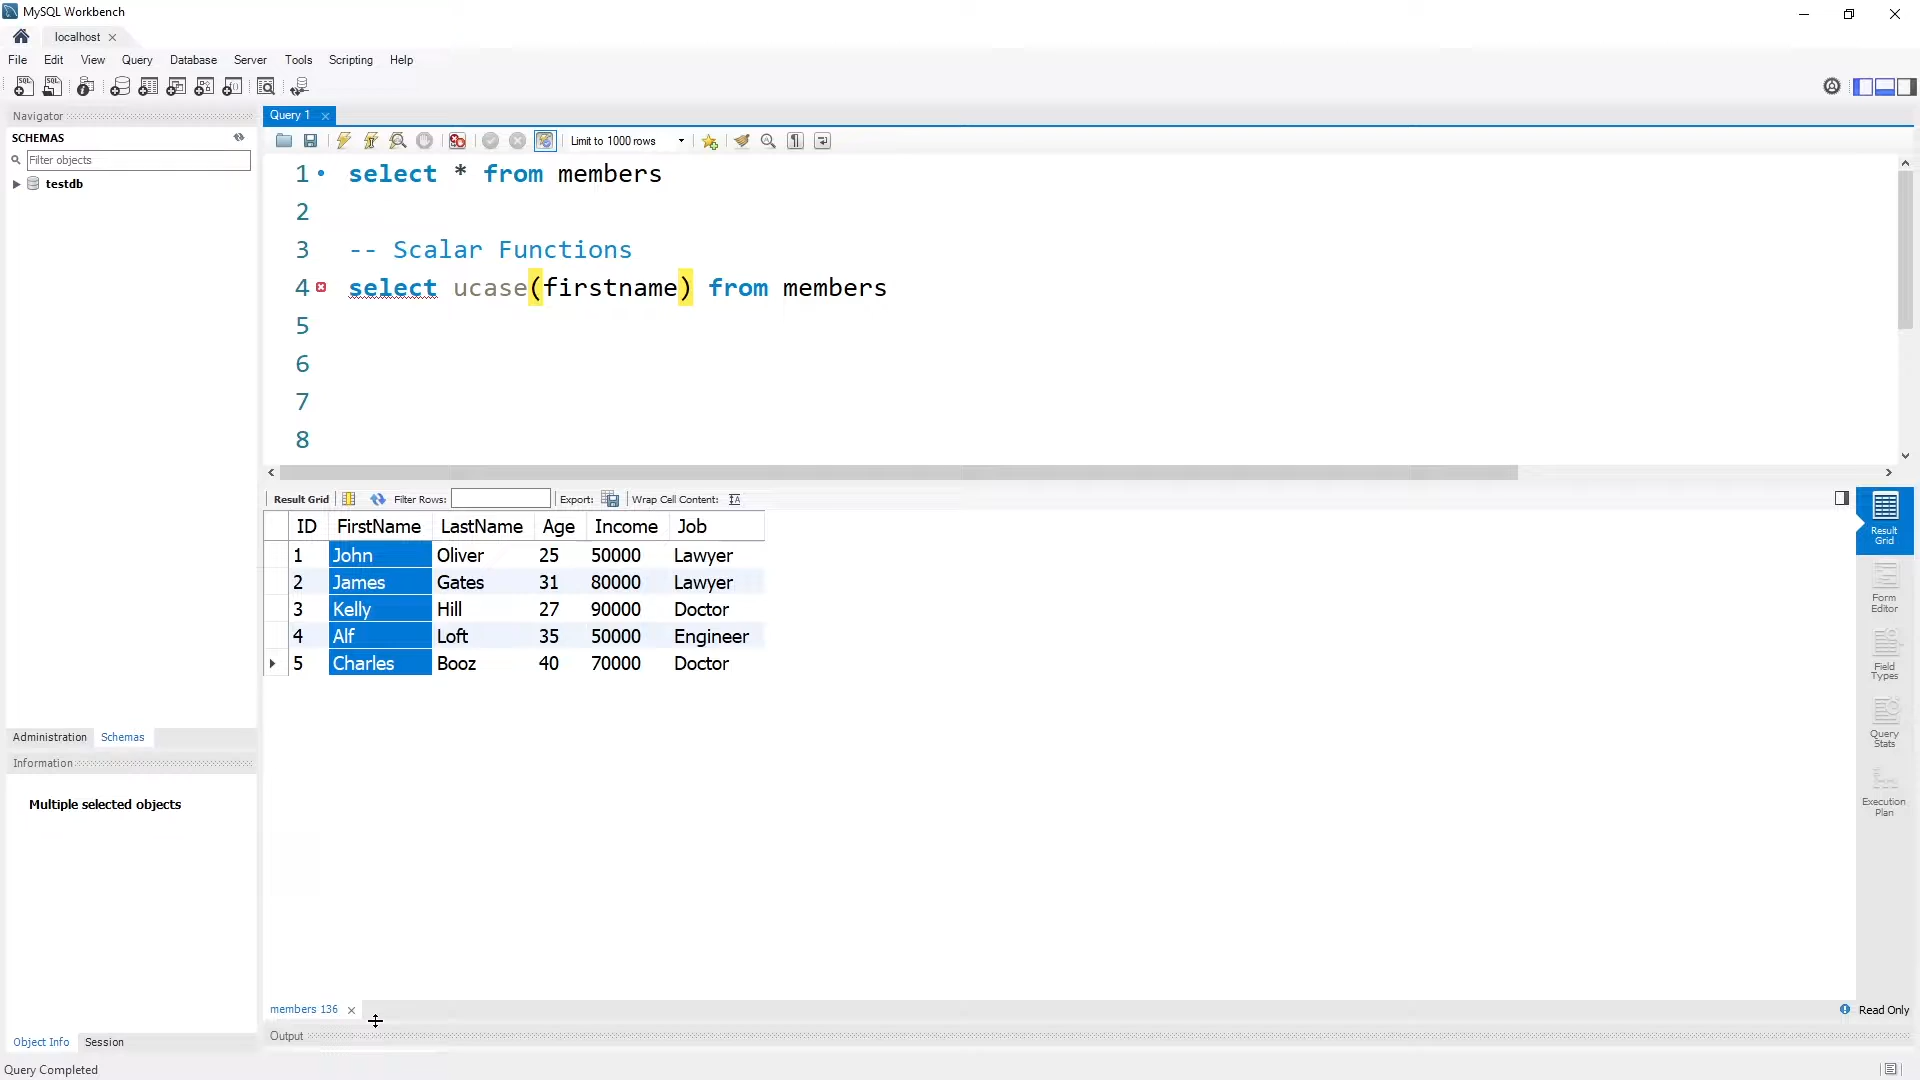 MySQL Workbench
localhost
File Edit View Query Database Server Tools Scripting Help
Navigator
SCHEMAS
Filter objects
testdb
Query 1
Limit to 1000 rows
1 select * from members
2
3 -- Scalar Functions
4 select ucase(firstname) from members
5
6
7
8
Result Grid Filter Rows: Export: Wrap Cell Content:
ID FirstName LastName Age Income Job
1 John Oliver 25 50000 Lawyer
2 James Gates 31 80000 Lawyer
3 Kelly Hill 27 90000 Doctor
4 Alf Loft 35 50000 Engineer
5 Charles Booz 40 70000 Doctor
Result
Grid
Form
Editor
Field
Types
Query
Stats
Execution
Plan
Administration Schemas
Information
Multiple selected objects
members 136
Read Only
Output
Object Info Session
Query Completed